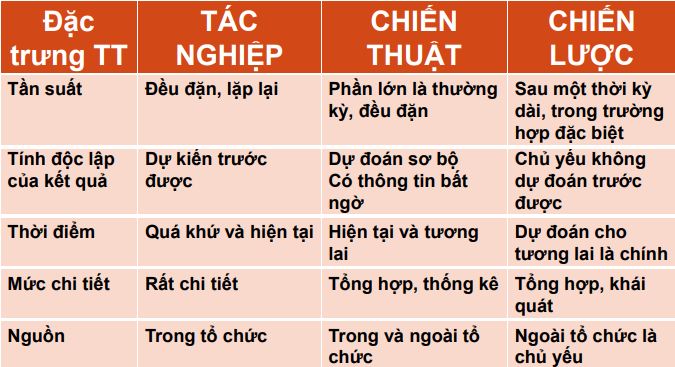 Đặc trưng TT
TÁC NGHIỆP
CHIẾN THUẬT
CHIẾN LƯỢC
Tần suất
Đều đặn, lặp lại
Phần lớn là thường
kỳ, đều đặn
Sau một thời kỳ
dài, trong trường
hợp đặc biệt
Tính độc lập
của kết quả
Dự kiến trước
được
Dự đoán sơ bộ
Có thông tin bất
ngờ
Chủ yếu không
dự đoán trước
được
Thời điểm
Quá khứ và hiện tại
Hiện tại và tương
lai
Dự đoán cho
tương lai là chính
Mức chi tiết
Rất chi tiết
Tổng hợp, thống kê
Tổng hợp, khái
quát
Nguồn
Trong tổ chức
Trong và ngoài tổ
chức
Ngoài tổ chức là
chủ yếu